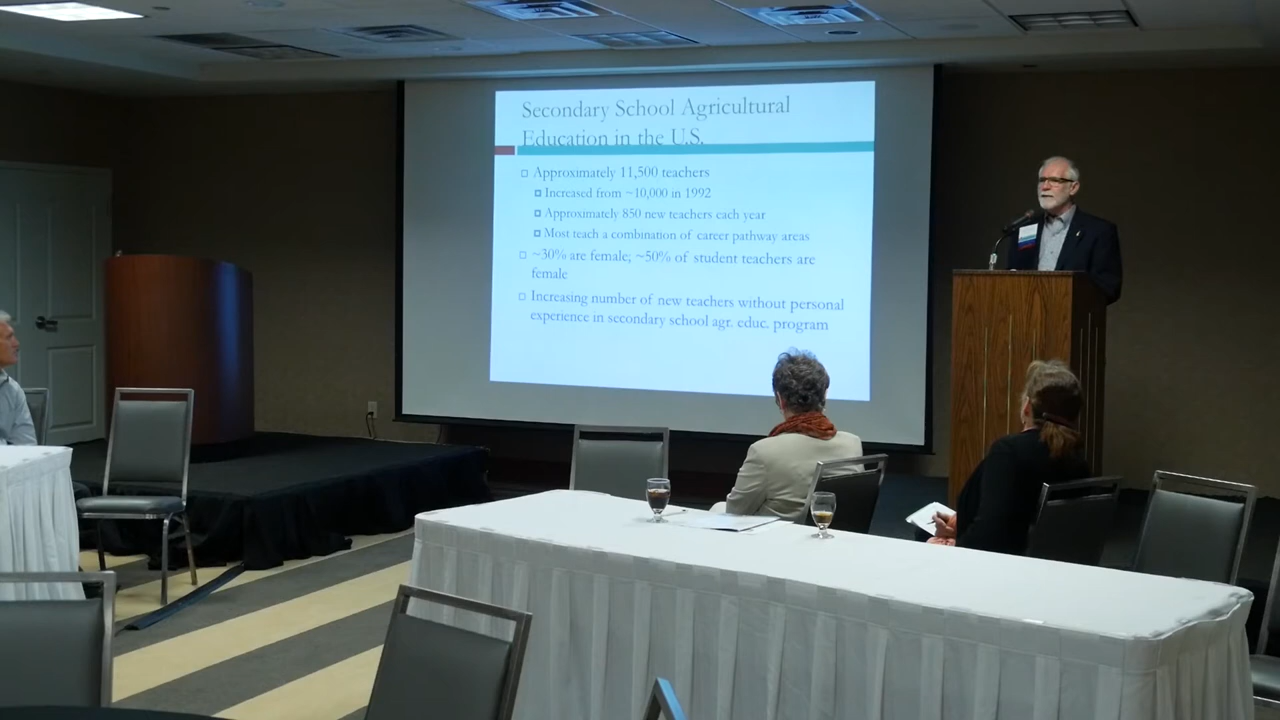 Secondary School Agricultural
Education in the U.S.
Approximately 11,500 teachers
Increased from ~10,000 in 1992
Approximately 850 new teachers each year
Most teach a combination of career pathway areas
~30% are female; ~50% of student teachers are
female
Increasing number of new teachers without personal
experience in secondary school agr. educ. program